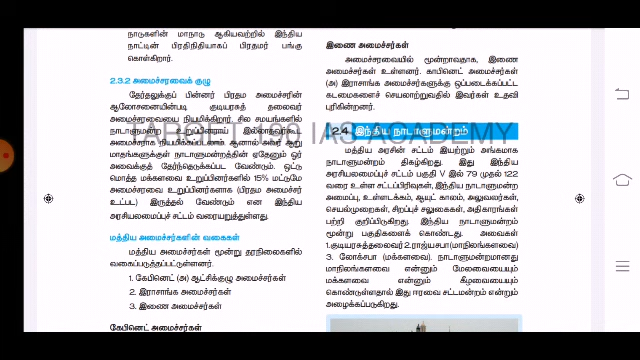 நாடுகளின் மாநாடு ஆகியவற்றில் இந்திய
நாட்டின் பிரதிநிதியாகப் பிரதமர் பங்கு
கொள்கிறார்.
2.3.2 அமைச்சரவைக் குழு
தேர்தலுக்குப் பின்னர் பிரதம அமைச்சரின்
ஆலோசனையின்படி குடியரசுத் தலைவர்
அமைச்சரவையை நியமிக்கிறார். சில சமயங்களில்
நாடாளுமன்ற உறுப்பினராய் இல்லாதவர்கூட
அமைச்சராக நியமிக்கப்படலாம். ஆனால் அவர் ஆறு
மாதங்களுக்குள் நாடாளுமன்றத்தின் ஏதேனும் ஓர்
அவைக்குத் தேர்ந்தெடுக்கப்பட வேண்டும். ஒட்டு
மொத்த மக்களவை உறுப்பினர்களில் 15% மட்டுமே
அமைச்சரவை உறுப்பினர்களாக (பிரதம அமைச்சர்
உட்பட) இருத்தல் வேண்டும் என இந்திய
அரசியலமைப்புச் சட்டம் வரையறுத்துள்ளது.
மத்திய அமைச்சர்களின் வகைகள்
மத்திய அமைச்சர்கள் மூன்று தரநிலைகளில்
வகைப்படுத்தப்பட்டுள்ளனர்.
1. கேபினெட் (அ) ஆட்சிக்குழு அமைச்சர்கள்
2. இராசாங்க அமைச்சர்கள்
3. இணை அமைச்சர்கள்
கேபினெட் அமைச்சர்கள்
இணை அமைச்சர்கள்
அமைச்சரவையில் மூன்றாவதாக, இணை
அமைச்சர்கள் உள்ளனர். காபினெட் அமைச்சர்கள்
(அ) இராசாங்க அமைச்சர்களுக்கு ஒப்படைக்கப்பட்ட
கடமைகளைச் செயலாற்றுவதில் இவர்கள் உதவி
புரிகின்றனர்.
2.4 இந்திய நாடாளுமன்றம்
மத்திய அரசின் சட்டம் இயற்றும் அங்கமாக
நாடாளுமன்றம் திகழ்கிறது. இது இந்திய
அரசியலமைப்புச் சட்டம் பகுதி V இல் 79 முதல் 122
வரை உள்ள சட்டப்பிரிவுகள், இந்திய நாடாளுமன்ற
அமைப்பு, உள்ளடக்கம், ஆயுட் காலம், அலுவலர்கள்,
செயல்முறைகள், சிறப்புச் சலுகைகள், அதிகாரங்கள்
பற்றி குறிப்பிடுகிறது. இந்திய நாடாளுமன்றம்
மூன்று பகுதிகளைக் கொண்டது. அவைகள்
1.குடியரசுத்தலைவர் 2.ராஜ்யசபா (மாநிலங்களவை)
3. லோக்சபா (மக்களவை). நாடாளுமன்றமானது
மாநிலங்களவை என்னும் மேலவையையும்
மக்களவை என்னும் கீழவையையும்
கொண்டுள்ளதால் இது ஈரவை சட்டமன்றம் என்றும்
அழைக்கப்படுகிறது.
TARGET 190 IAS ACADEMY